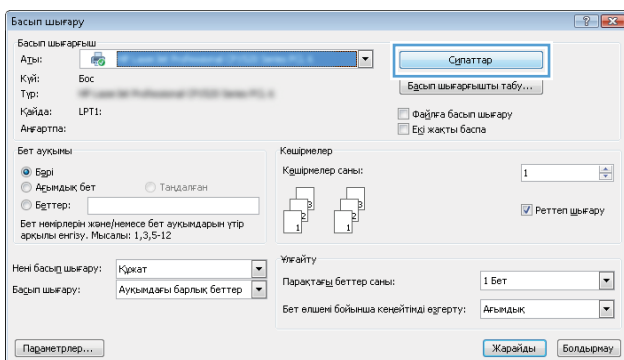 Басып шығару
Басып шығарғыш
Аты:
Сипаттар
Күй: Бос
Басып шығарғышты табу...
Түр:
Қайда: LPT1:
Файлға басып шығару
Аңғартпа:
Екі жақты баспа
Бет ауқымы
Бәрі
Ағымдық бет
Таңдалған
Беттер:
Бет нөмірлерін және/немесе бет ауқымдарын үтір
арқылы енгізу. Мысалы: 1,3,5-12
Көшірмелер
Көшірмелер саны: 1
Реттеп шығару
Нені басып шығару: Құжат
Басып шығару: Ауқымдағы барлық беттер
Ұлғайту
Парақтағы беттер саны: 1 Бет
Бет өлшемі бойынша кеңейтімді өзгерту: Ағымдық
Параметрлер...
Жарайды
Болдырмау